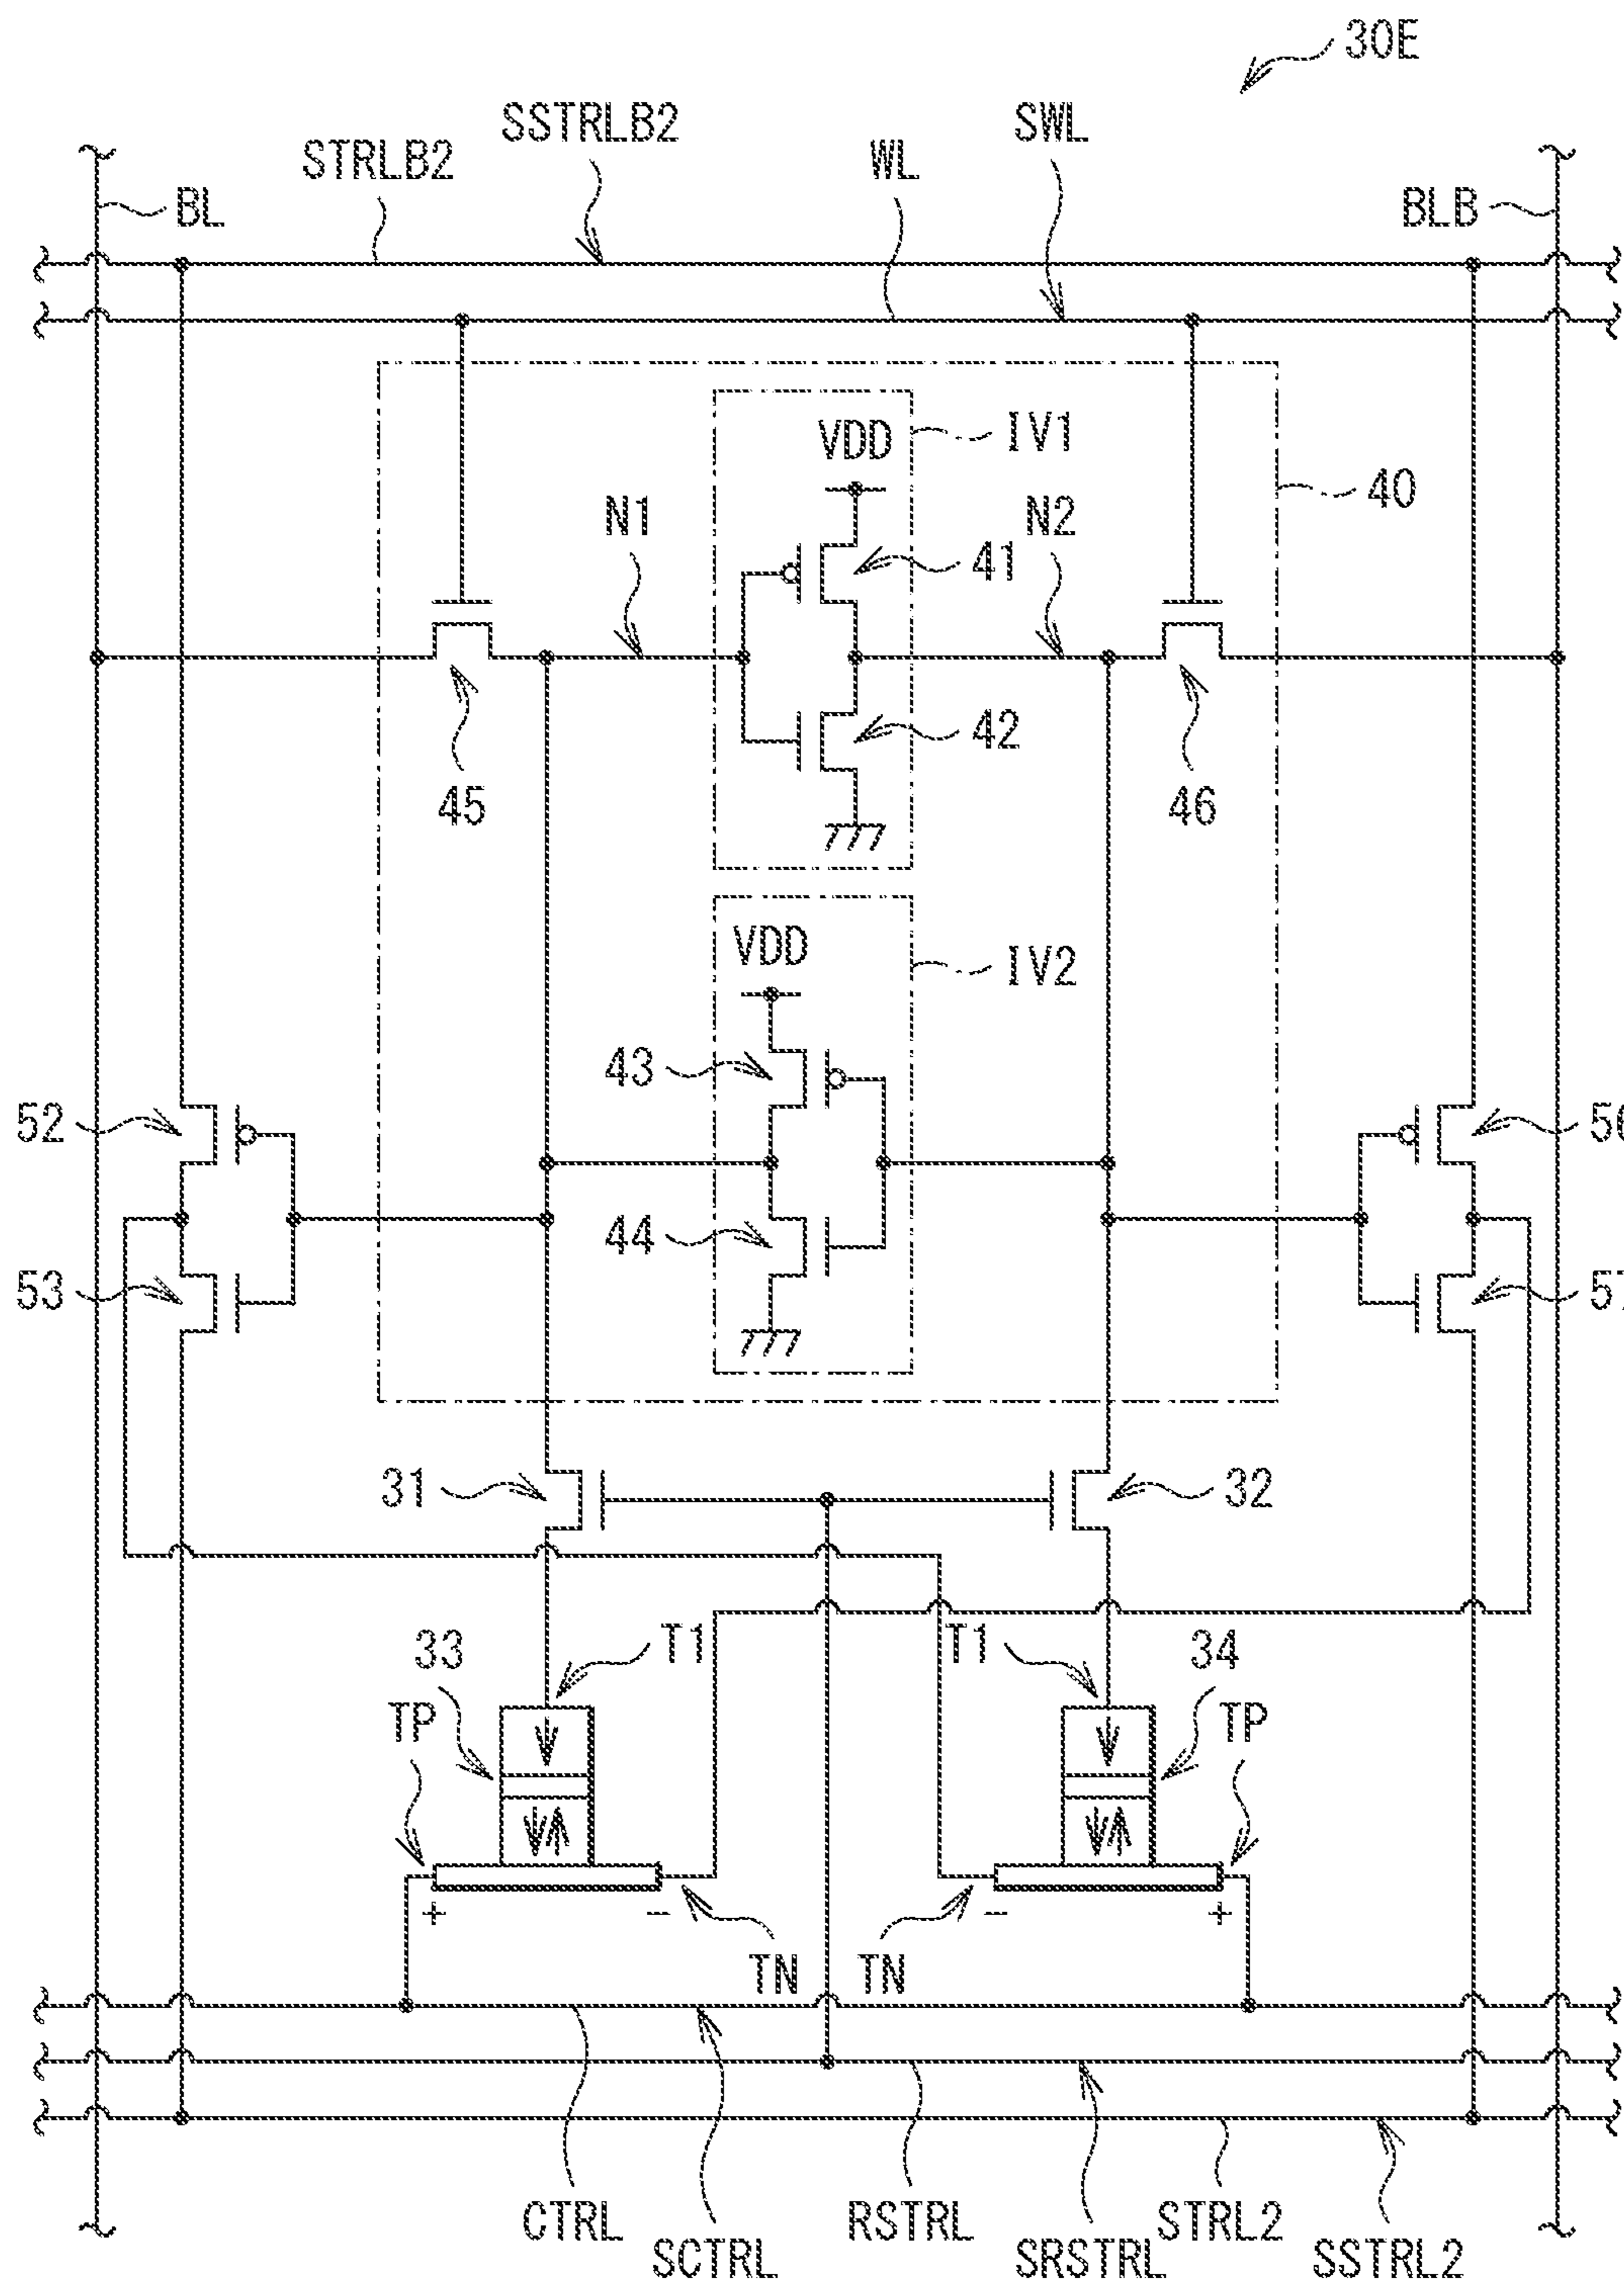 30E
SSTRLB2
SWL
STRLB2
WL
BL
BLB
IV1
VDD
40
N1
N2
41
42
45
46
VDD
IV2
43
52
44
53
31
32
T1
T1
33
34
TP
TP
+
−
−
+
TN
TN
CTRL
RSTRL
STRL2
SCTRL
SRSTRL
SSTRL2